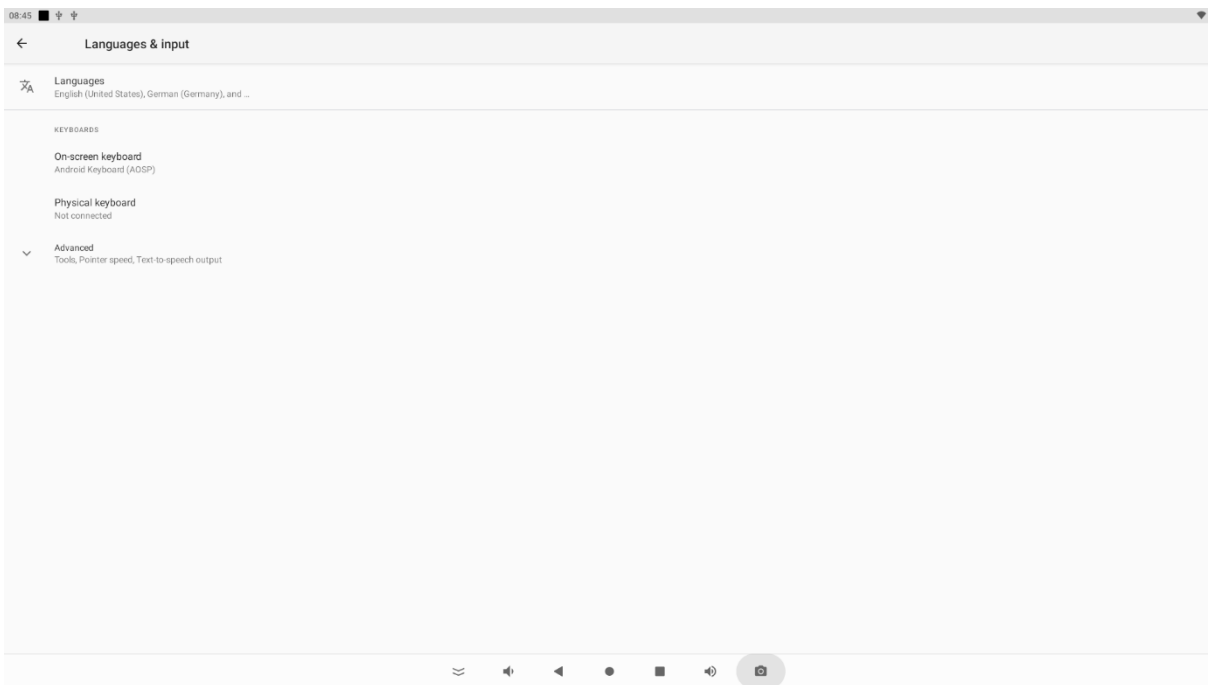 08:45
Languages & input
Languages
English (United States), German (Germany), and ...
KEYBOARDS
On-screen keyboard
Android Keyboard (AOSP)
Physical keyboard
Not connected
Advanced
Tools, Pointer speed, Text-to-speech output